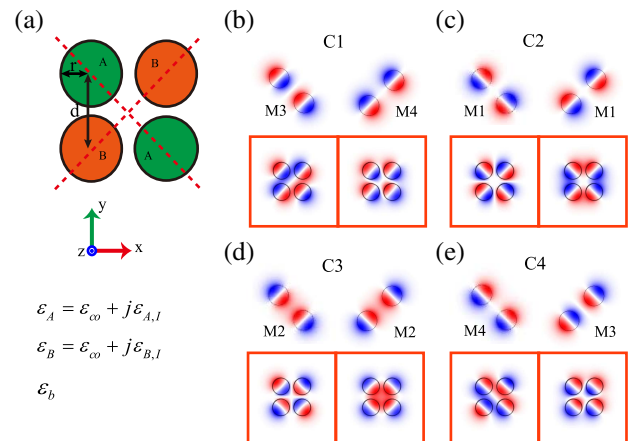 (a)
A
B
r
d
B
A
y
z
x
ε_A = ε_co + jε_A,I
ε_B = ε_co + jε_B,I
ε_b
(b)
C1
M3
M4
(c)
C2
M1
M1
(d)
C3
M2
M2
(e)
C4
M4
M3